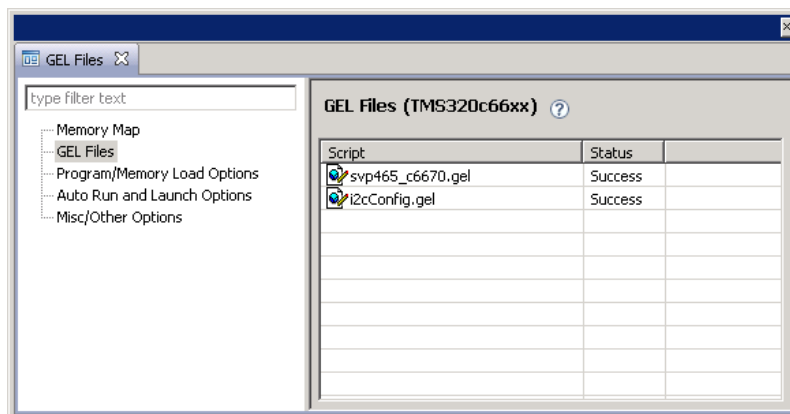 GEL Files
type filter text
Memory Map
GEL Files
Program/Memory Load Options
Auto Run and Launch Options
Misc/Other Options
GEL Files (TMS320c66xx)
Script Status
svp465_c6670.gel Success
i2cConfig.gel Success